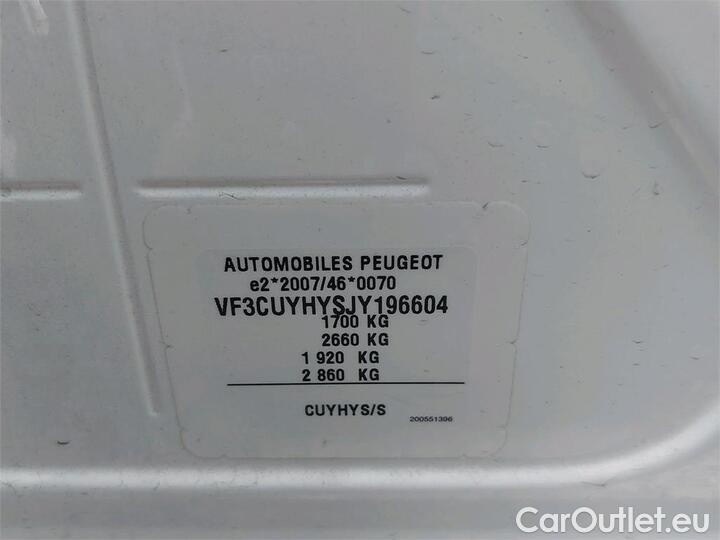 AUTOMOBILES PEUGEOT
e2*2007/46*0070
VF3CUYHYSJY196604
1700 KG
2660 KG
1 920 KG
2 860 KG
CUYHYS/S
200551396
CarOutlet.eu